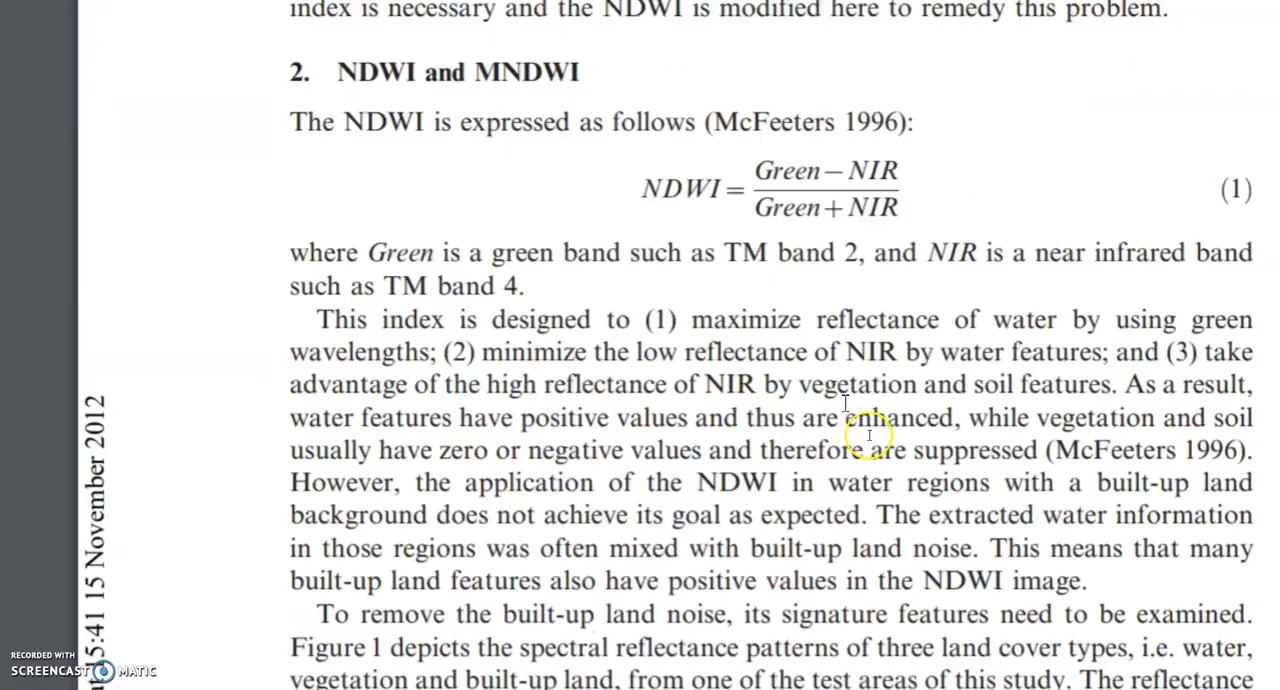 index is necessary and the NDWI is modified here to remedy this problem.
2. NDWI and MNDWI
The NDWI is expressed as follows (McFeeters 1996):
NDWI = Green − NIR / Green + NIR (1)
where Green is a green band such as TM band 2, and NIR is a near infrared band
such as TM band 4.
This index is designed to (1) maximize reflectance of water by using green
wavelengths; (2) minimize the low reflectance of NIR by water features; and (3) take
advantage of the high reflectance of NIR by vegetation and soil features. As a result,
water features have positive values and thus are enhanced, while vegetation and soil
usually have zero or negative values and therefore are suppressed (McFeeters 1996).
However, the application of the NDWI in water regions with a built-up land
background does not achieve its goal as expected. The extracted water information
in those regions was often mixed with built-up land noise. This means that many
built-up land features also have positive values in the NDWI image.
To remove the built-up land noise, its signature features need to be examined.
Figure 1 depicts the spectral reflectance patterns of three land cover types, i.e. water,
vegetation and built-up land, from one of the test areas of this study. The reflectance
15:41 15 November 2012
RECORDED WITH
SCREENCAST MATIC